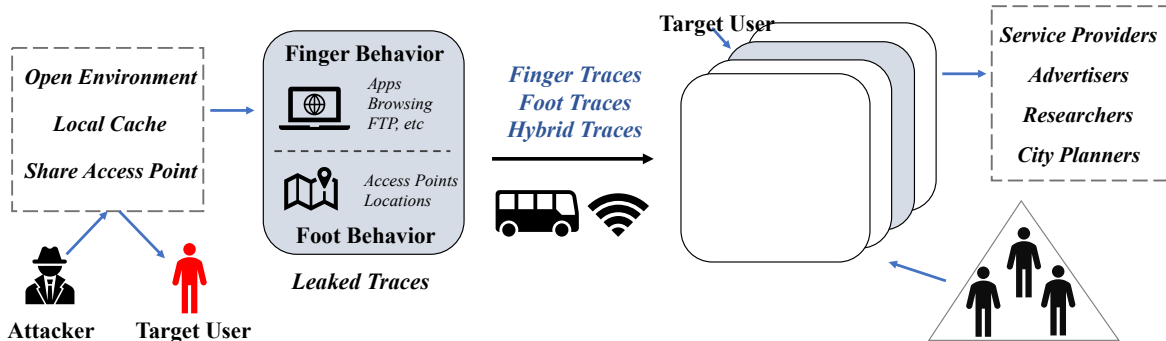 Open Environment
Local Cache
Share Access Point
Attacker
Target User
Finger Behavior
Apps
Browsing
FTP, etc
Access Points
Locations
Foot Behavior
Leaked Traces
Finger Traces
Foot Traces
Hybrid Traces
Target User
Service Providers
Advertisers
Researchers
City Planners